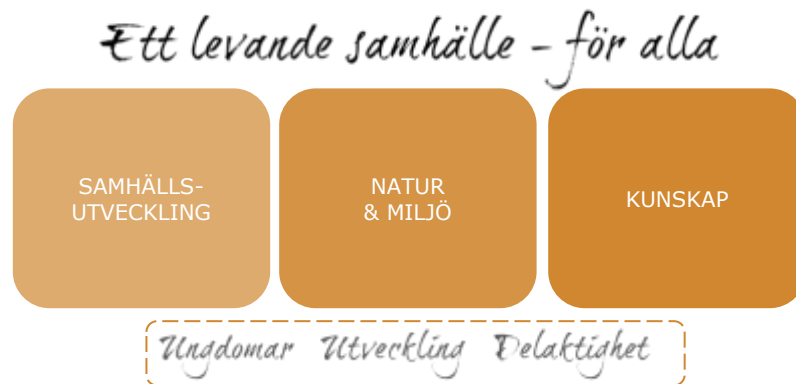 Ett levande samhälle – för alla
SAMHÄLLS-
UTVECKLING
NATUR
& MILJÖ
KUNSKAP
Ungdomar Utveckling Delaktighet